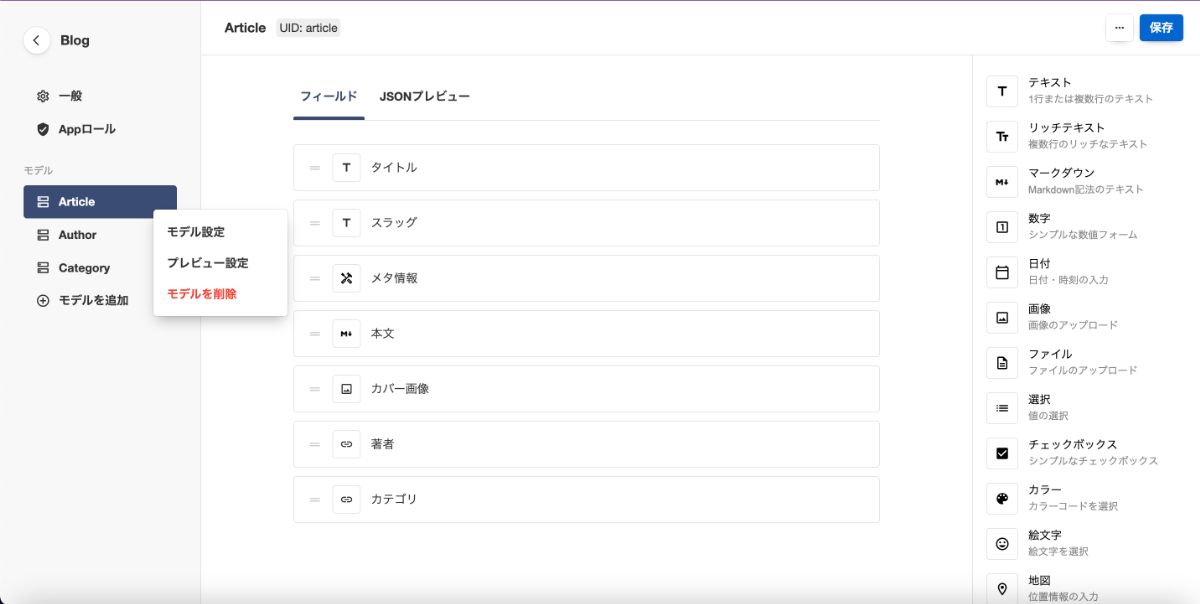 Blog
一般
Appロール
モデル
Article
Author
Category
モデルを追加
モデル設定
プレビュー設定
モデルを削除
Article UID: article
... 保存
フィールド JSONプレビュー
T タイトル
T スラッグ
メタ情報
M 本文
カバー画像
著者
カテゴリ
T テキスト
1行または複数行のテキスト
TT リッチテキスト
複数行のリッチなテキスト
M マークダウン
Markdown記法のテキスト
1 数字
シンプルな数値フォーム
日付
日付・時刻の入力
画像
画像のアップロード
ファイル
ファイルのアップロード
選択
値の選択
チェックボックス
シンプルなチェックボックス
カラー
カラーコードを選択
絵文字
絵文字を選択
地図
位置情報の入力